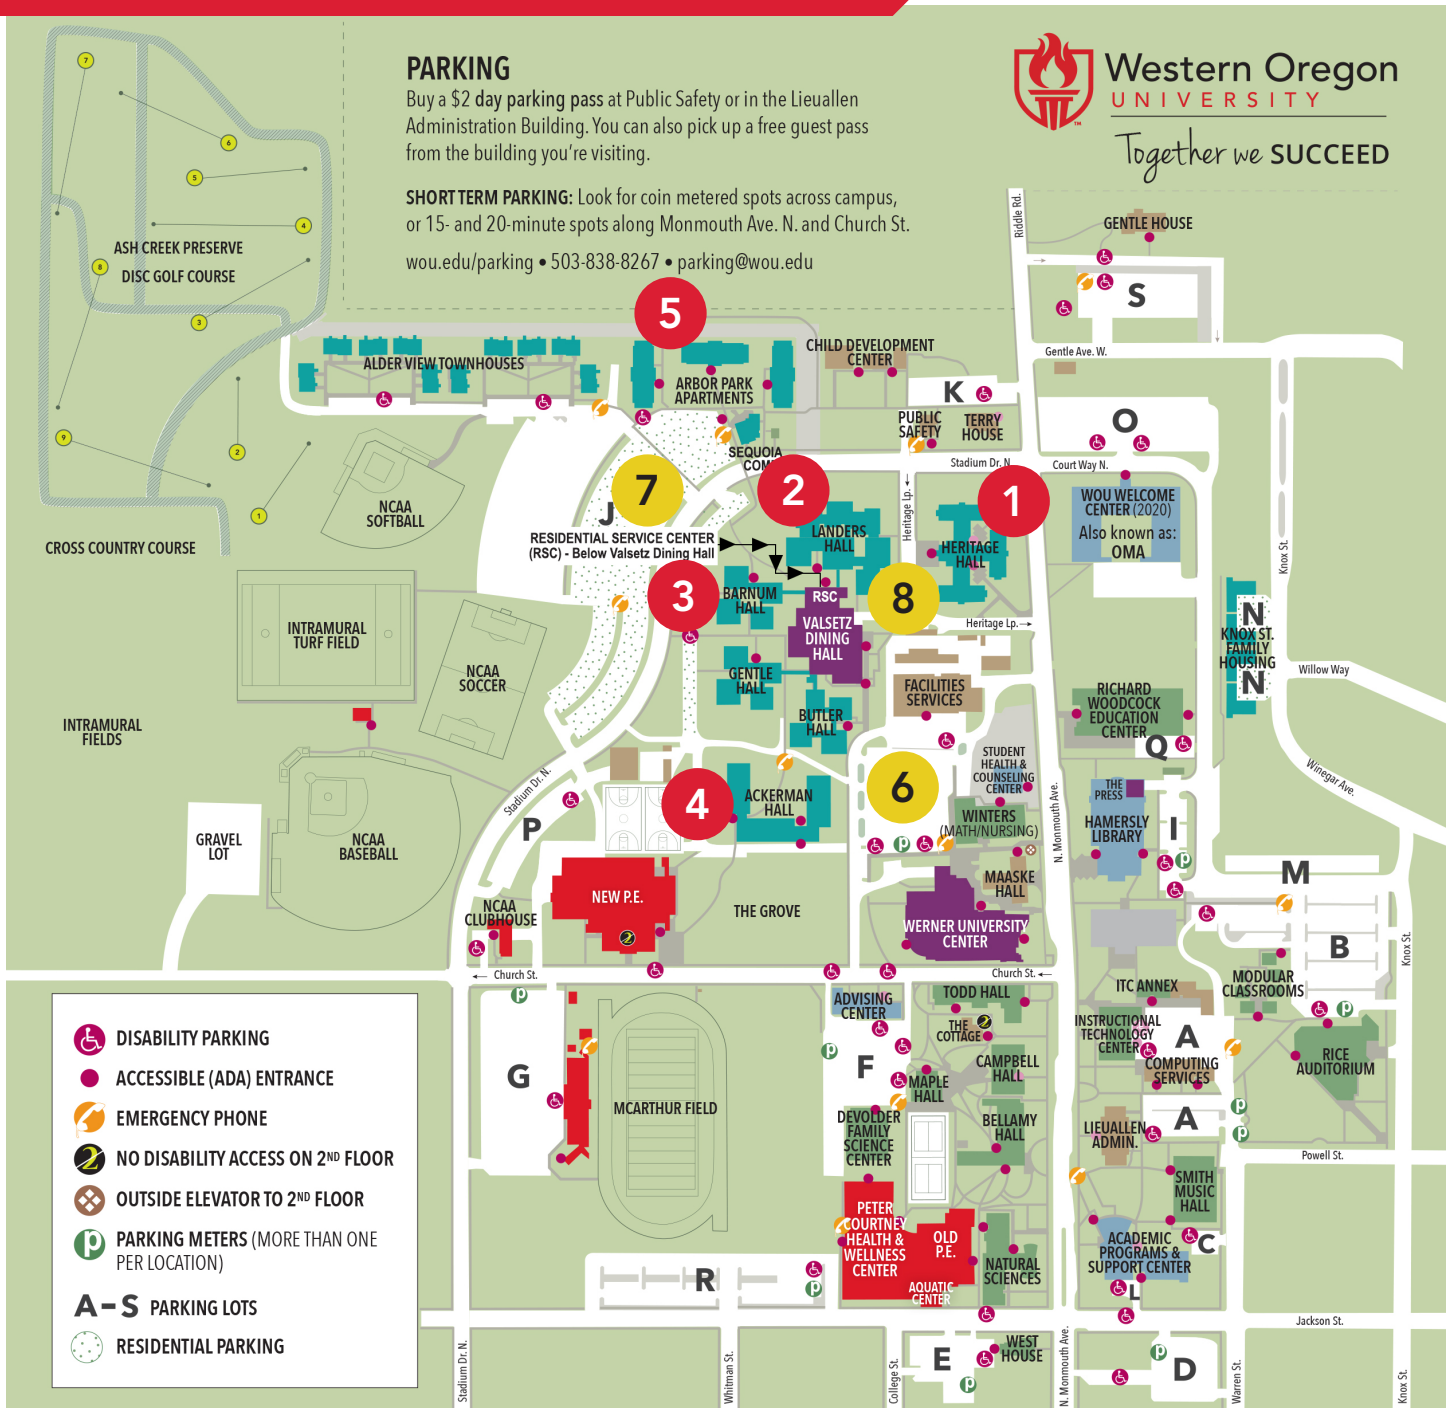 PARKING
Buy a $2 day parking pass at Public Safety or in the Lieuallen
Administration Building. You can also pick up a free guest pass
from the building you're visiting.
SHORT TERM PARKING: Look for coin metered spots across campus,
or 15- and 20-minute spots along Monmouth Ave. N. and Church St.
wou.edu/parking • 503-838-8267 • parking@wou.edu
Western Oregon
UNIVERSITY
Together we SUCCEED
7
6
5
4
ASH CREEK PRESERVE
DISC GOLF COURSE
8
3
9
2
1
CROSS COUNTRY COURSE
Riddle Rd.
GENTLE HOUSE
S
Gentle Ave. W.
5
ALDER VIEW TOWNHOUSES
ARBOR PARK
APARTMENTS
CHILD DEVELOPMENT
CENTER
K
PUBLIC
SAFETY
TERRY
HOUSE
O
SEQUOIA
COM
Stadium Dr. N
Court Way N.
NCAA
SOFTBALL
7
J
2
1
Heritage Lp.
WOU WELCOME
CENTER (2020)
Also known as:
OMA
RESIDENTIAL SERVICE CENTER
(RSC) - Below Valsetz Dining Hall
LANDERS
HALL
HERITAGE
HALL
Knox St.
3
BARNUM
HALL
RSC
8
VALSETZ
DINING
HALL
Heritage Lp.
N
KNOX ST.
FAMILY
HOUSING
N
Willow Way
INTRAMURAL
TURF FIELD
NCAA
SOCCER
GENTLE
HALL
FACILITIES
SERVICES
BUTLER
HALL
RICHARD
WOODCOCK
EDUCATION
CENTER
Q
INTRAMURAL
FIELDS
Winegar Ave.
Stadium Dr. N.
P
4
ACKERMAN
HALL
6
STUDENT
HEALTH &
COUNSELING
CENTER
WINTERS
(MATH/NURSING)
N. Monmouth Ave.
THE
PRESS
HAMERSLY
LIBRARY
I
GRAVEL
LOT
NCAA
BASEBALL
MAASKE
HALL
M
NEW P.E.
2
NCAA
CLUBHOUSE
THE GROVE
WERNER UNIVERSITY
CENTER
B
Knox St.
Church St.
Church St.
ITC ANNEX
MODULAR
CLASSROOMS
DISABILITY PARKING
ACCESSIBLE (ADA) ENTRANCE
EMERGENCY PHONE
2
NO DISABILITY ACCESS ON 2ND FLOOR
OUTSIDE ELEVATOR TO 2ND FLOOR
P
PARKING METERS (MORE THAN ONE
PER LOCATION)
A–S PARKING LOTS
RESIDENTIAL PARKING
G
MCARTHUR FIELD
ADVISING
CENTER
F
TODD HALL
THE
COTTAGE
2
CAMPBELL
HALL
MAPLE
HALL
DEVOLDER
FAMILY
SCIENCE
CENTER
BELLAMY
HALL
INSTRUCTIONAL
TECHNOLOGY
CENTER
A
COMPUTING
SERVICES
A
LIEUALLEN
ADMIN.
RICE
AUDITORIUM
Powell St.
SMITH
MUSIC
HALL
PETER
COURTNEY
HEALTH &
WELLNESS
CENTER
OLD
P.E.
AQUATIC
CENTER
NATURAL
SCIENCES
ACADEMIC
PROGRAMS &
SUPPORT CENTER
C
L
R
Jackson St.
E
WEST
HOUSE
D
Stadium Dr. N.
Whitman St.
College St.
N. Monmouth Ave.
Warren St.
Knox St.